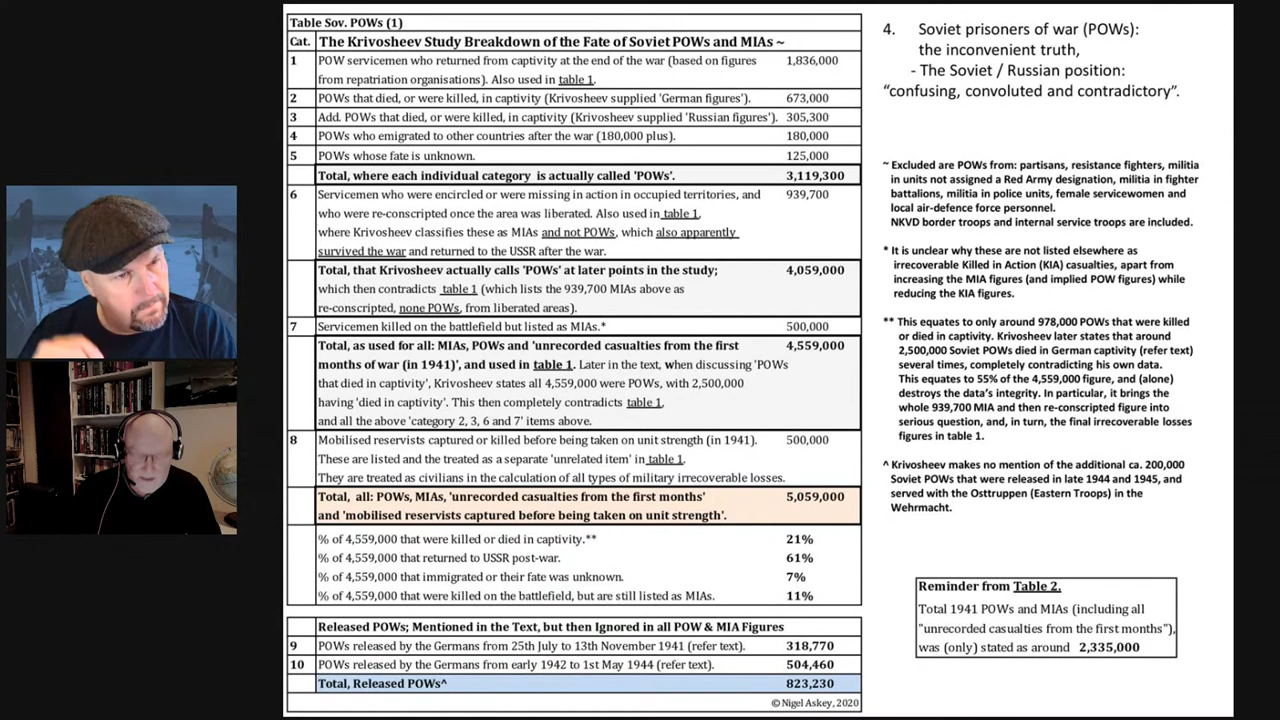 Table Sov. POWs (1)
Cat. The Krivosheev Study Breakdown of the Fate of Soviet POWs and MIAs ~
1 POW servicemen who returned from captivity at the end of the war (based on figures 1,836,000
from repatriation organisations). Also used in table 1.
2 POWs that died, or were killed, in captivity (Krivosheev supplied 'German figures'). 673,000
3 Add. POWs that died, or were killed, in captivity (Krivosheev supplied 'Russian figures'). 305,300
4 POWs who emigrated to other countries after the war (180,000 plus). 180,000
5 POWs whose fate is unknown. 125,000
Total, where each individual category is actually called 'POWs'. 3,119,300
6 Servicemen who were encircled or were missing in action in occupied territories, and 939,700
who were re-conscripted once the area was liberated. Also used in table 1,
where Krivosheev classifies these as MIAs and not POWs, which also apparently
survived the war and returned to the USSR after the war.
Total, that Krivosheev actually calls 'POWs' at later points in the study; 4,059,000
which then contradicts table 1 (which lists the 939,700 MIAs above as
re-conscripted, none POWs, from liberated areas).
7 Servicemen killed on the battlefield but listed as MIAs.* 500,000
Total, as used for all: MIAs, POWs and 'unrecorded casualties from the first 4,559,000
months of war (in 1941)', and used in table 1. Later in the text, when discussing 'POWs
that died in captivity', Krivosheev states all 4,559,000 were POWs, with 2,500,000
having 'died in captivity'. This then completely contradicts table 1,
and all the above 'category 2, 3, 6 and 7' items above.
8 Mobilised reservists captured or killed before being taken on unit strength (in 1941). 500,000
These are listed and the treated as a separate 'unrelated item' in table 1.
They are treated as civilians in the calculation of all types of military irrecoverable losses.
Total, all: POWs, MIAs, 'unrecorded casualties from the first months' 5,059,000
and 'mobilised reservists captured before being taken on unit strength'.
% of 4,559,000 that were killed or died in captivity.** 21%
% of 4,559,000 that returned to USSR post-war. 61%
% of 4,559,000 that immigrated or their fate was unknown. 7%
% of 4,559,000 that were killed on the battlefield, but are still listed as MIAs. 11%
Released POWs; Mentioned in the Text, but then Ignored in all POW & MIA Figures
9 POWs released by the Germans from 25th July to 13th November 1941 (refer text). 318,770
10 POWs released by the Germans from early 1942 to 1st May 1944 (refer text). 504,460
Total, Released POWs^ 823,230
© Nigel Askey, 2020
4. Soviet prisoners of war (POWs):
the inconvenient truth,
- The Soviet / Russian position:
“confusing, convoluted and contradictory”.
~ Excluded are POWs from: partisans, resistance fighters, militia
in units not assigned a Red Army designation, militia in fighter
battalions, militia in police units, female servicewomen and
local air-defence force personnel.
NKVD border troops and internal service troops are included.
* It is unclear why these are not listed elsewhere as
irrecoverable Killed in Action (KIA) casualties, apart from
increasing the MIA figures (and implied POW figures) while
reducing the KIA figures.
** This equates to only around 978,000 POWs that were killed
or died in captivity. Krivosheev later states that around
2,500,000 Soviet POWs died in German captivity (refer text)
several times, completely contradicting his own data.
This equates to 55% of the 4,559,000 figure, and (alone)
destroys the data's integrity. In particular, it brings the
whole 939,700 MIA and then re-conscripted figure into
serious question, and, in turn, the final irrecoverable losses
figures in table 1.
^ Krivosheev makes no mention of the additional ca. 200,000
Soviet POWs that were released in late 1944 and 1945, and
served with the Osttruppen (Eastern Troops) in the
Wehrmacht.
Reminder from Table 2.
Total 1941 POWs and MIAs (including all
"unrecorded casualties from the first months"),
was (only) stated as around 2,335,000